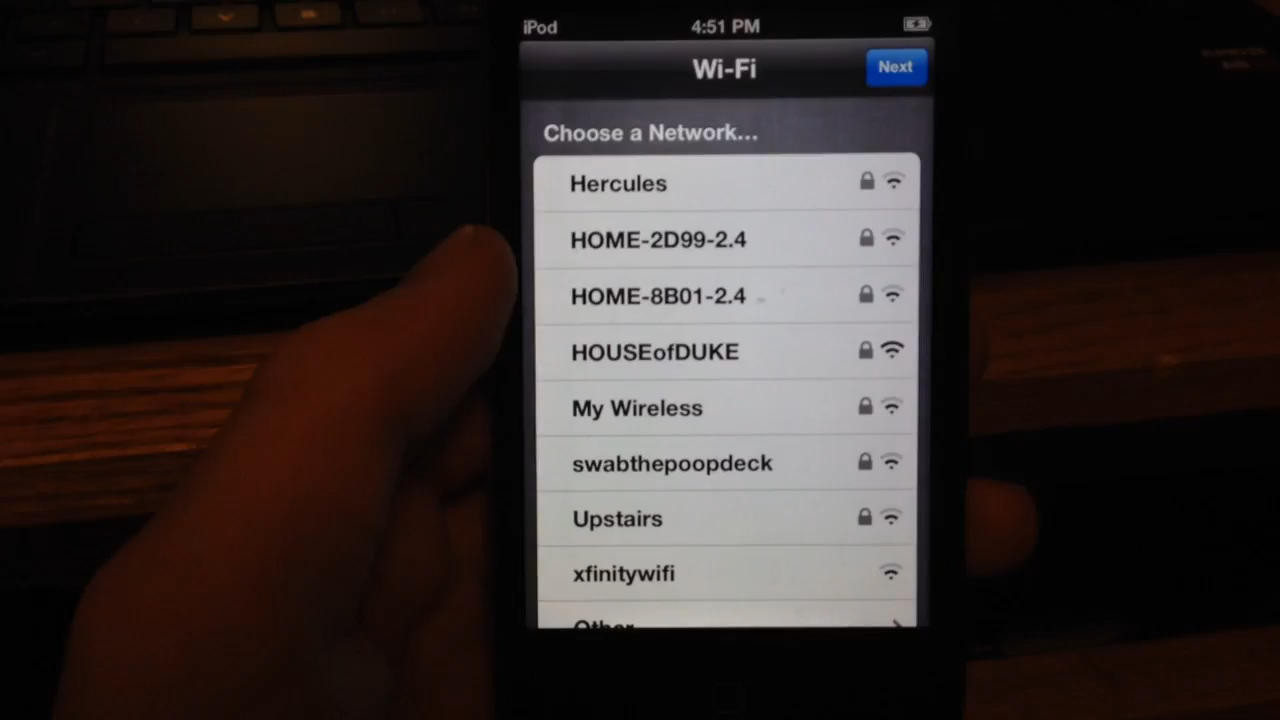 iPod 4:51 PM
Wi-Fi Next
Choose a Network...
Hercules
HOME-2D99-2.4
HOME-8B01-2.4
HOUSEofDUKE
My Wireless
swabthepoopdeck
Upstairs
xfinitywifi
Other